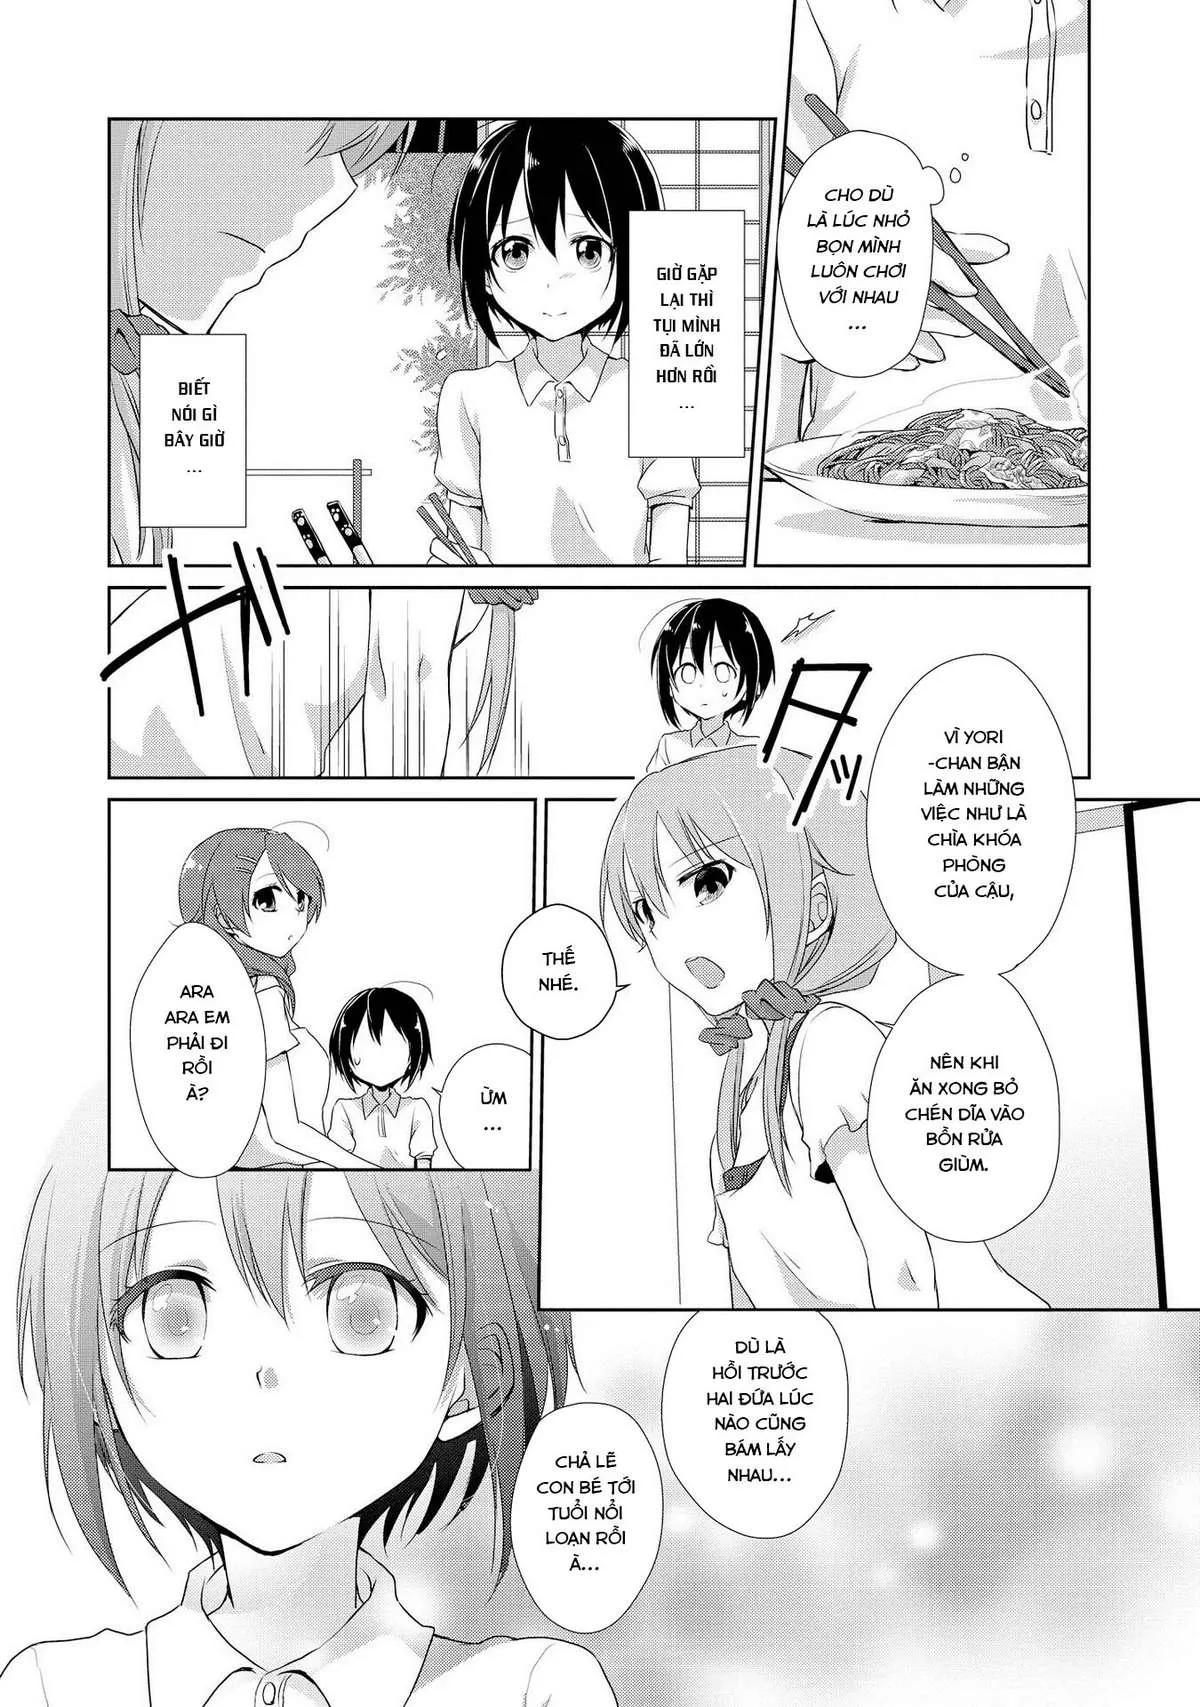 CHO DÙ
LÀ LÚC NHỎ
BỌN MÌNH
LUÔN CHƠI
VỚI NHAU
...
GIỜ GẶP
LẠI THÌ
TỤI MÌNH
ĐÃ LỚN
HƠN RỒI
...
BIẾT
NÓI GÌ
BÂY GIỜ
...
ガタッ
VÌ YORI
-CHAN BẬN
LÀM NHỮNG
VIỆC NHƯ LÀ
CHÌA KHÓA
PHÒNG
CỦA CẬU,
NÊN KHI
ĂN XONG BỎ
CHÉN DĨA VÀO
BỒN RỬA
GIÙM.
THẾ
NHÉ.
ỪM
...
ARA
ARA EM
PHẢI ĐI
RỒI
À?
DÙ LÀ
HỒI TRƯỚC
HAI ĐỨA LÚC
NÀO CŨNG
BÁM LẤY
NHAU...
CHẢ LẼ
CON BÉ TỚI
TUỔI NỔI
LOẠN RỒI
À...